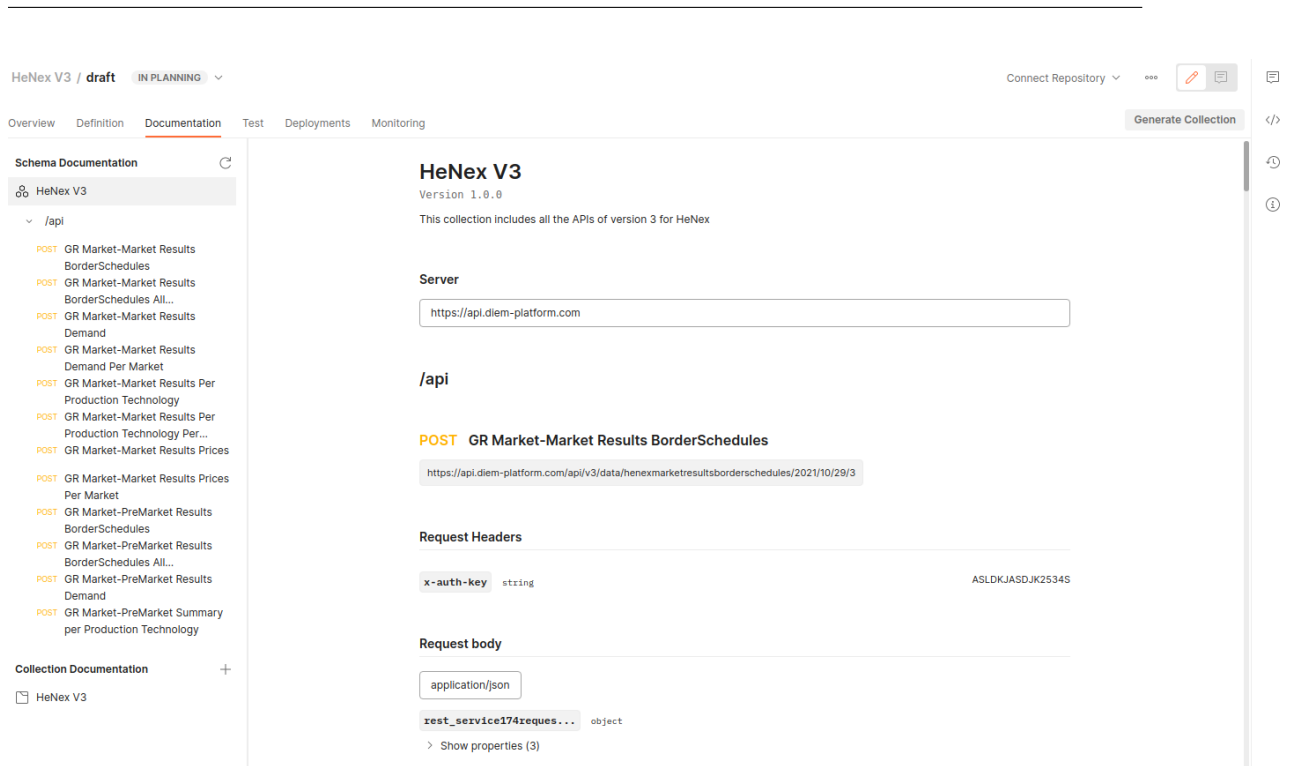 HeNex V3 / draft IN PLANNING
Connect Repository
Overview Definition Documentation Test Deployments Monitoring
Generate Collection
Schema Documentation
HeNex V3
/api
POST GR Market-Market Results
BorderSchedules
POST GR Market-Market Results
BorderSchedules All...
POST GR Market-Market Results
Demand
POST GR Market-Market Results
Demand Per Market
POST GR Market-Market Results Per
Production Technology
POST GR Market-Market Results Per
Production Technology Per...
POST GR Market-Market Results Prices
POST GR Market-Market Results Prices
Per Market
POST GR Market-PreMarket Results
BorderSchedules
POST GR Market-PreMarket Results
BorderSchedules All...
POST GR Market-PreMarket Results
Demand
POST GR Market-PreMarket Summary
per Production Technology
Collection Documentation
HeNex V3
HeNex V3
Version 1.0.0
This collection includes all the APIs of version 3 for HeNex
Server
https://api.diem-platform.com
/api
POST GR Market-Market Results BorderSchedules
https://api.diem-platform.com/api/v3/data/henexmarketresultsborderschedules/2021/10/29/3
Request Headers
x-auth-key string ASLDKJASDJK2534S
Request body
application/json
rest_service174reques... object
Show properties (3)